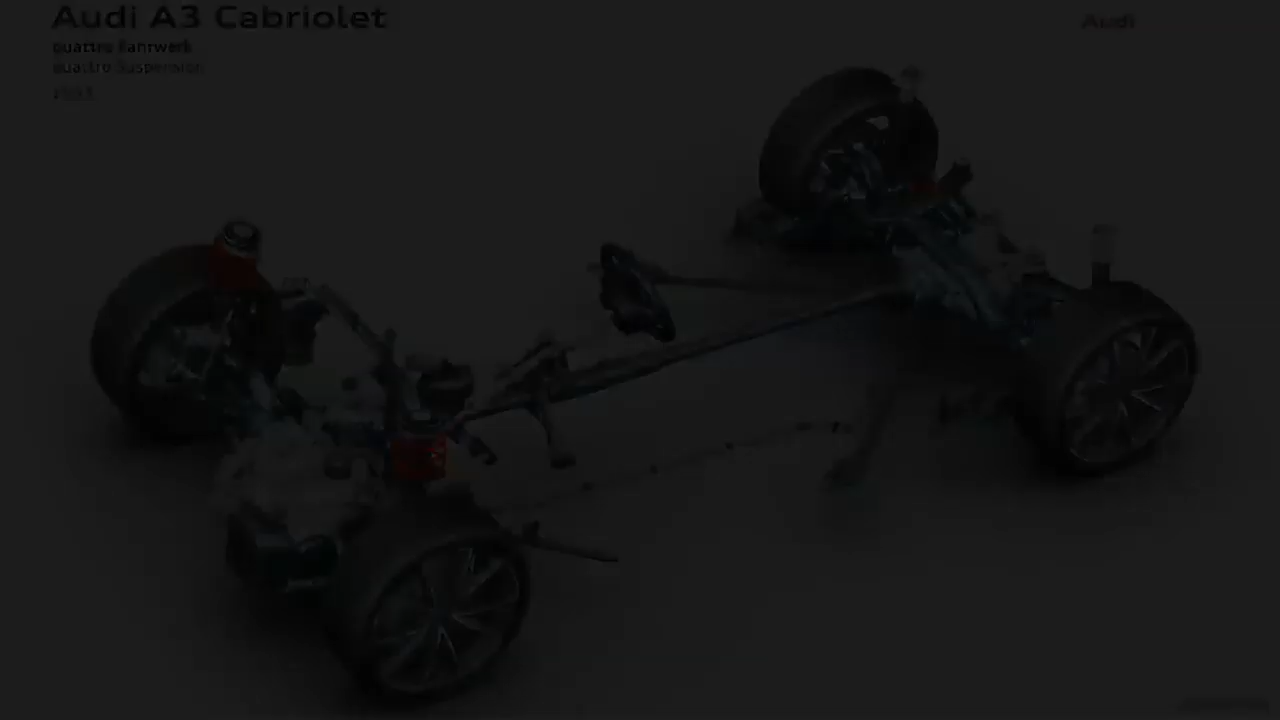 Audi A3 Cabriolet
Audi
quattro Fahrwerk
quattro Suspension